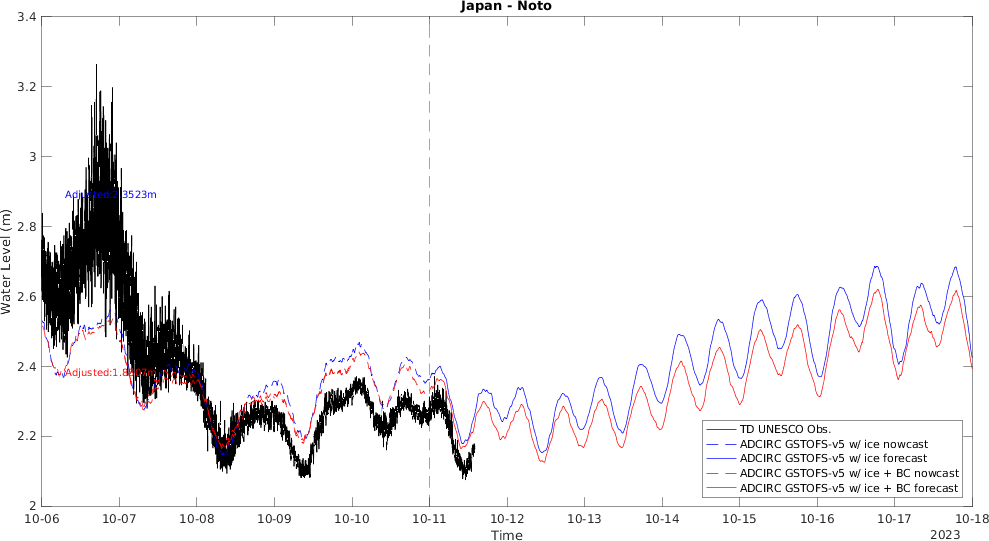 Japan - Noto
3.4
3.2
3
2.8
2.6
2.4
2.2
2
Water Level (m)
10-06
10-07
10-08
10-09
10-10
10-11
10-12
10-13
10-14
10-15
10-16
10-17
10-18
Time
2023
TD UNESCO Obs.
ADCIRC GSTOFS-v5 w/ ice nowcast
ADCIRC GSTOFS-v5 w/ ice forecast
ADCIRC GSTOFS-v5 w/ ice + BC nowcast
ADCIRC GSTOFS-v5 w/ ice + BC forecast